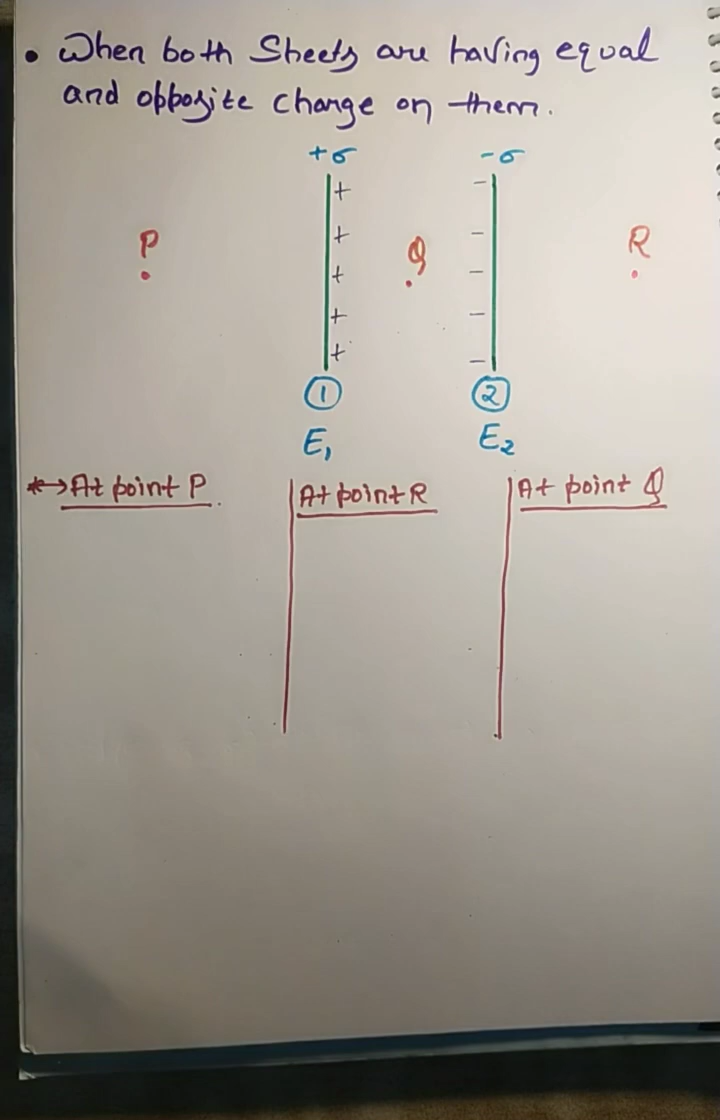 • When both Sheets are having equal
and opposite change on them.
+σ -σ
P + + + + + Q - - - - - R
① ②
E₁ E₂
*→ At point P. At point R At point Q